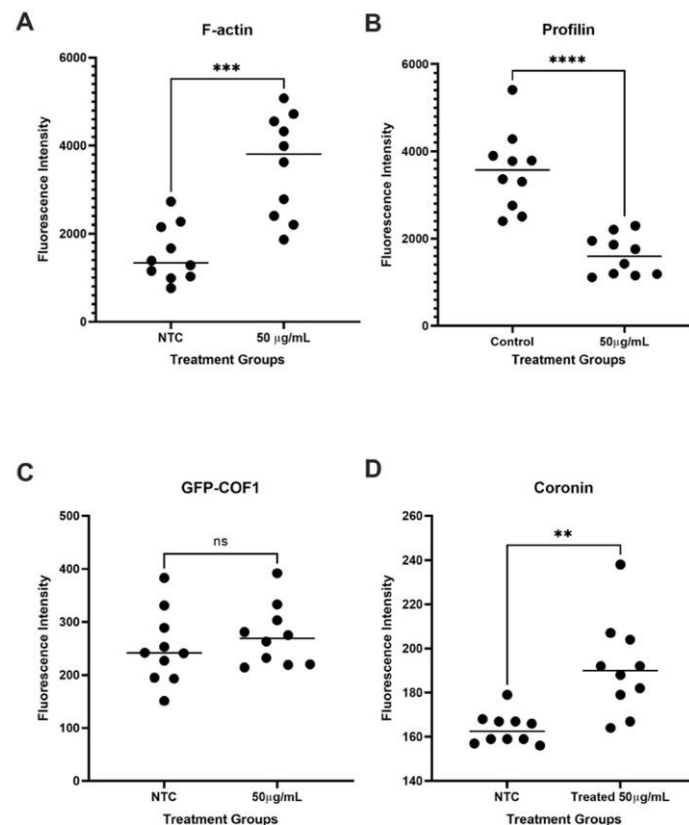 A
F-actin
***
6000
4000
2000
0
Fluorescence Intensity
NTC
50 µg/mL
Treatment Groups
B
Profilin
****
6000
4000
2000
0
Fluorescence Intensity
Control
50µg/mL
Treatment Groups
C
GFP-COF1
ns
500
400
300
200
100
0
Fluorescence Intensity
NTC
50µg/mL
Treatment Groups
D
Coronin
**
260
240
220
200
180
160
140
Fluorescence Intensity
NTC
Treated 50µg/mL
Treatment Groups